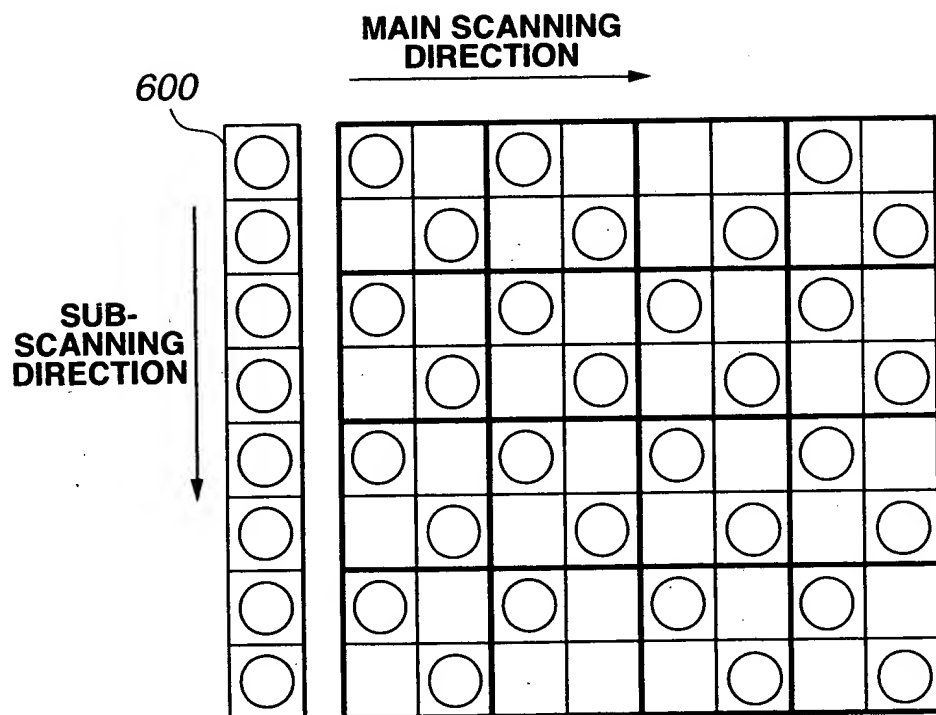 MAIN SCANNING
DIRECTION
600
SUB-
SCANNING
DIRECTION